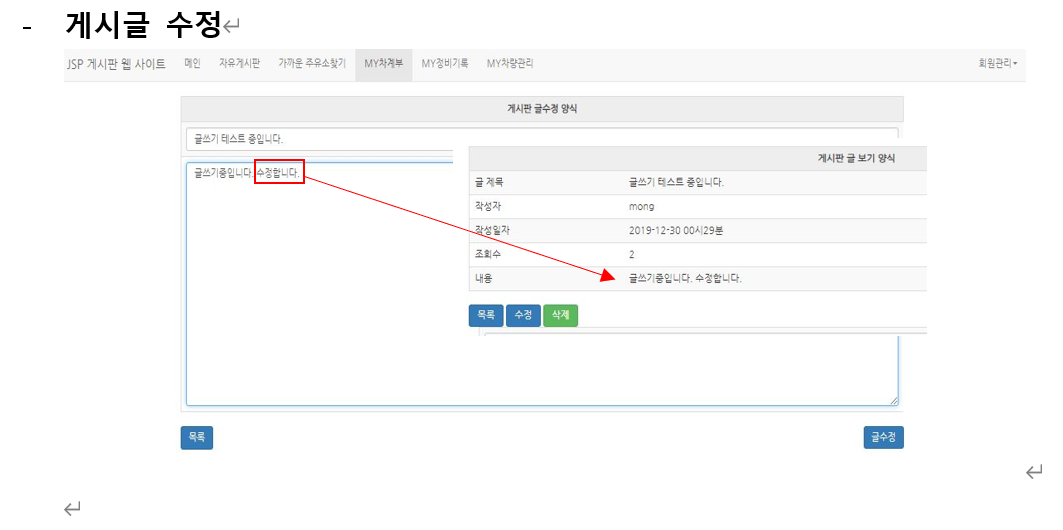 - 게시글 수정↵
JSP 게시판 웹 사이트 메인 자유게시판 가까운 주유소찾기 MY차계부 MY정비기록 MY차량관리 회원관리
게시판 글수정 양식
글쓰기 테스트 중입니다.
글쓰기중입니다. 수정합니다.
게시판 글 보기 양식
글 제목 글쓰기 테스트 중입니다.
작성자 mong
작성일자 2019-12-30 00시29분
조회수 2
내용 글쓰기중입니다. 수정합니다.
목록 수정 삭제
목록 글수정
↵
↵